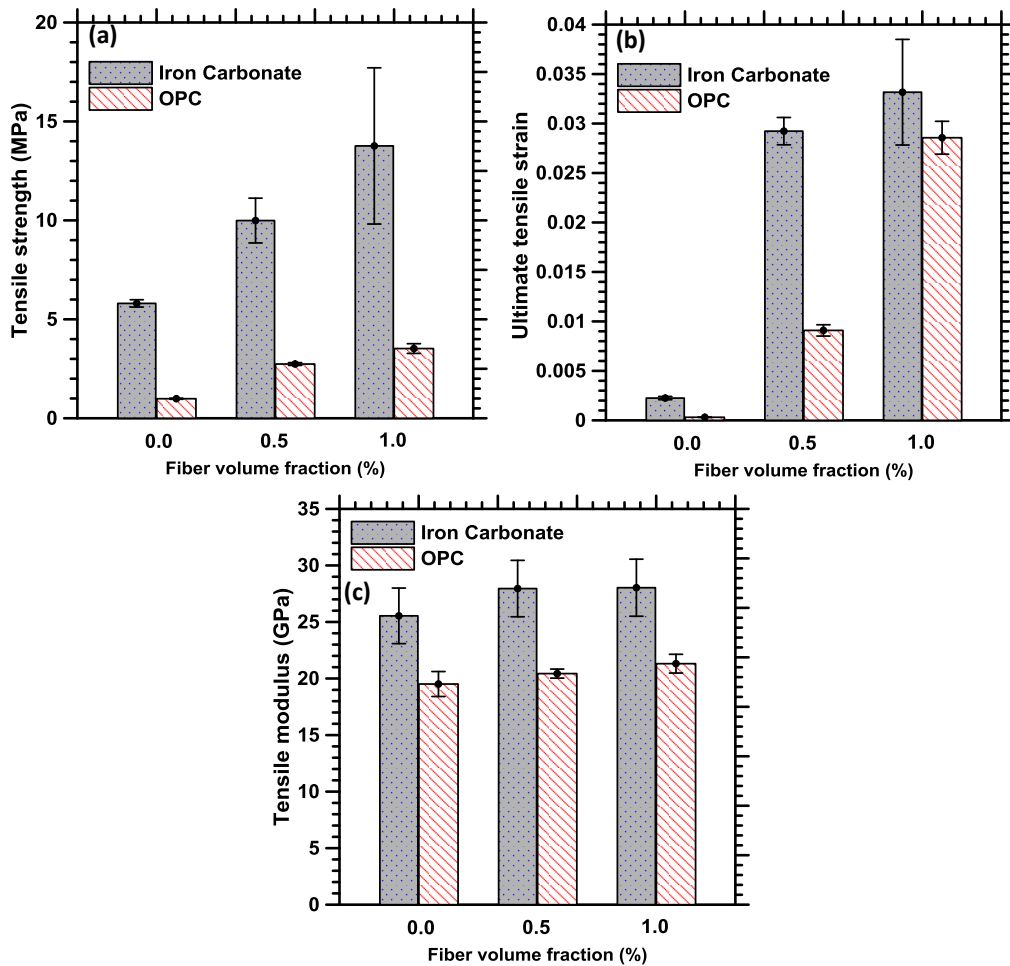 (a)
Iron Carbonate
OPC
Tensile strength (MPa)
20
15
10
5
0
0.0 0.5 1.0
Fiber volume fraction (%)
(b)
Iron Carbonate
OPC
Ultimate tensile strain
0.04
0.035
0.03
0.025
0.02
0.015
0.01
0.005
0
0.0 0.5 1.0
Fiber volume fraction (%)
Iron Carbonate
OPC
(c)
Tensile modulus (GPa)
35
30
25
20
15
10
5
0
0.0 0.5 1.0
Fiber volume fraction (%)